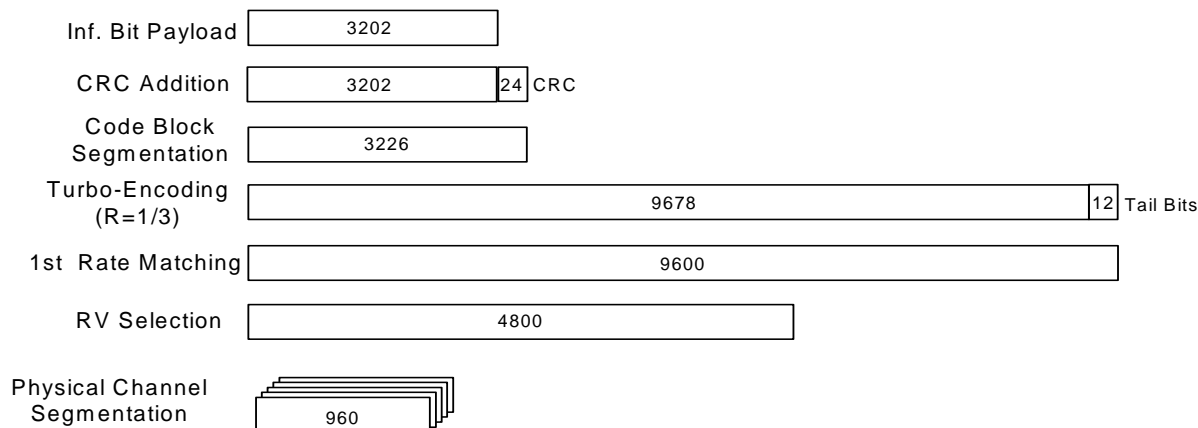 Inf. Bit Payload 3202
CRC Addition 3202 24 CRC
Code Block
Segmentation 3226
Turbo-Encoding
(R=1/3) 9678 12 Tail Bits
1st Rate Matching 9600
RV Selection 4800
Physical Channel
Segmentation 960